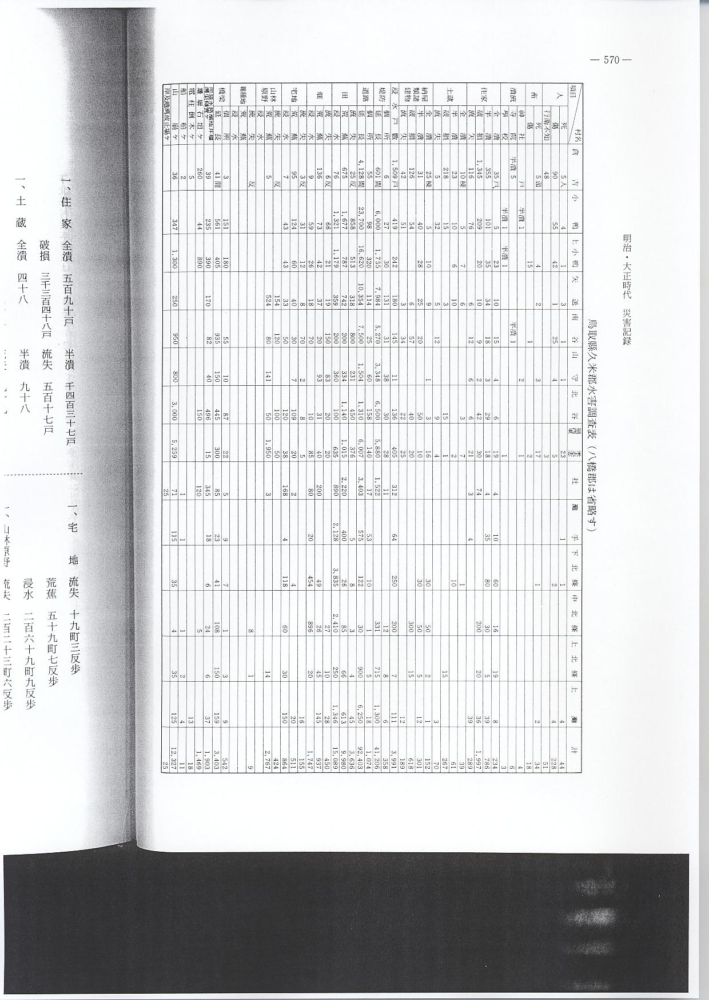 — 570 —
明治・大正時代 災害記録
鳥取縣久米郡水害調査表（八橋郡は省略す）
項目 村名 倉吉 小鴨 上小鴨 矢送 南谷 山守 北谷 社 灘手 下北條 中北條 上北條 上灘 計
人 死 5人 4 1 3 1 1 23 1 1 4 44
傷 90 55 42 1 25 4 5 2 4 228
行衛不知 48 3 51
畜 死 5頭 4 2 3 17 1 2 34
傷 15 1 2 18
潰流 神社 戸 半潰1 2 1 4
寺院 半潰5 半潰1 6
學校 半潰1 半潰1 1 3
住家 全潰 35戸 5 23 10 15 4 6 19 4 10 60 16 19 8 234
半潰 355 101 35 34 18 3 29 18 4 35 80 30 5 39 786
破損 1,345 209 20 10 9 2 42 30 74 200 20 36 1,997
流失 116 76 6 12 6 6 21 3 4 39 289
土蔵 全潰 10棟 5 7 6 3 7 1 39
半潰 23 10 6 10 2 10 61
破損 218 15 3 15 1 15 267
流失 5 32 5 12 9 4 3 70
納屋類諸建物 全潰 25棟 5 10 9 1 3 16 30 50 2 1 152
半潰 31 40 28 25 20 50 10 30 50 5 12 301
破損 126 54 6 57 40 20 300 15 618
流失 42 51 3 34 22 25 12 189
浸水戸数 1,509戸 419 242 180 145 11 136 405 312 64 250 200 7 111 3,991
堤防 個所 6 27 30 131 31 38 30 28 11 12 8 6 358
延長 601間 6,000 1,755 7,984 5,270 3,348 6,500 5,880 1,522 331 715 1,300 41,206
道路 個所 55 98 320 114 25 60 158 140 17 53 10 1 5 18 1,074
延長 4,128間 23,700 16,620 10,354 7,500 1,504 1,310 6,007 3,403 575 122 30 900 6,250 92,403
田 流失 25反 858 513 318 800 231 450 376 5 8 3 4 45 3,636
荒蕪 675 1,677 787 742 200 334 1,140 1,015 2,220 400 26 85 66 613 9,980
浸水 76 1,321 1,179 359 200 360 100 635 890 2,128 3,835 2,410 250 1,346 15,089
畑 流失 6反 66 21 19 150 83 20 20 27 10 28 450
荒蕪 136 73 42 37 20 93 31 40 200 49 26 45 145 937
浸水 9 59 26 18 70 10 85 80 20 454 896 20 1,747
宅地 流失 3反 31 12 8 70 2 8 5 16 155
荒蕪 95 124 60 40 30 7 109 20 2 4 20 511
浸水 7 43 43 33 50 120 38 168 4 118 60 30 150 864
山林原野 流失 反 154 120 100 50 424
荒蕪 5 524 80 141 50 1,950 3 14 2,767
浸水
雑種地 流失 反 8 1 9
荒蕪
浸水
橋梁 個所 3 151 180 55 10 87 22 5 9 7 1 3 9 542
延長 41間 561 405 935 150 445 300 85 23 41 108 150 159 3,403
39 235 390 170 82 40 496 15 345 18 6 24 6 37 1,903
塀石垣ヶ 260 44 890 150 120 5 1,469
電柱倒木ヶ 5 13 18
船舶ヶ 2 1 1 1 2 4 11
山崩ヶ 36 347 1,300 250 950 800 3,000 5,259 71 115 35 4 35 125 12,327
岸及港湾波止場ヶ 25 25
一、住家 全潰 五百九十戸 半潰 千四百三十七戸
破損 三千三百四十八戸 流失 五百十七戸
一、土蔵 全潰 四十八 半潰 九十八
一、宅地 流失 十九町三反歩
荒蕉 五十九町七反歩
浸水 二百六十九町九反歩
一、山林原野 流失 二百二十三町六反歩